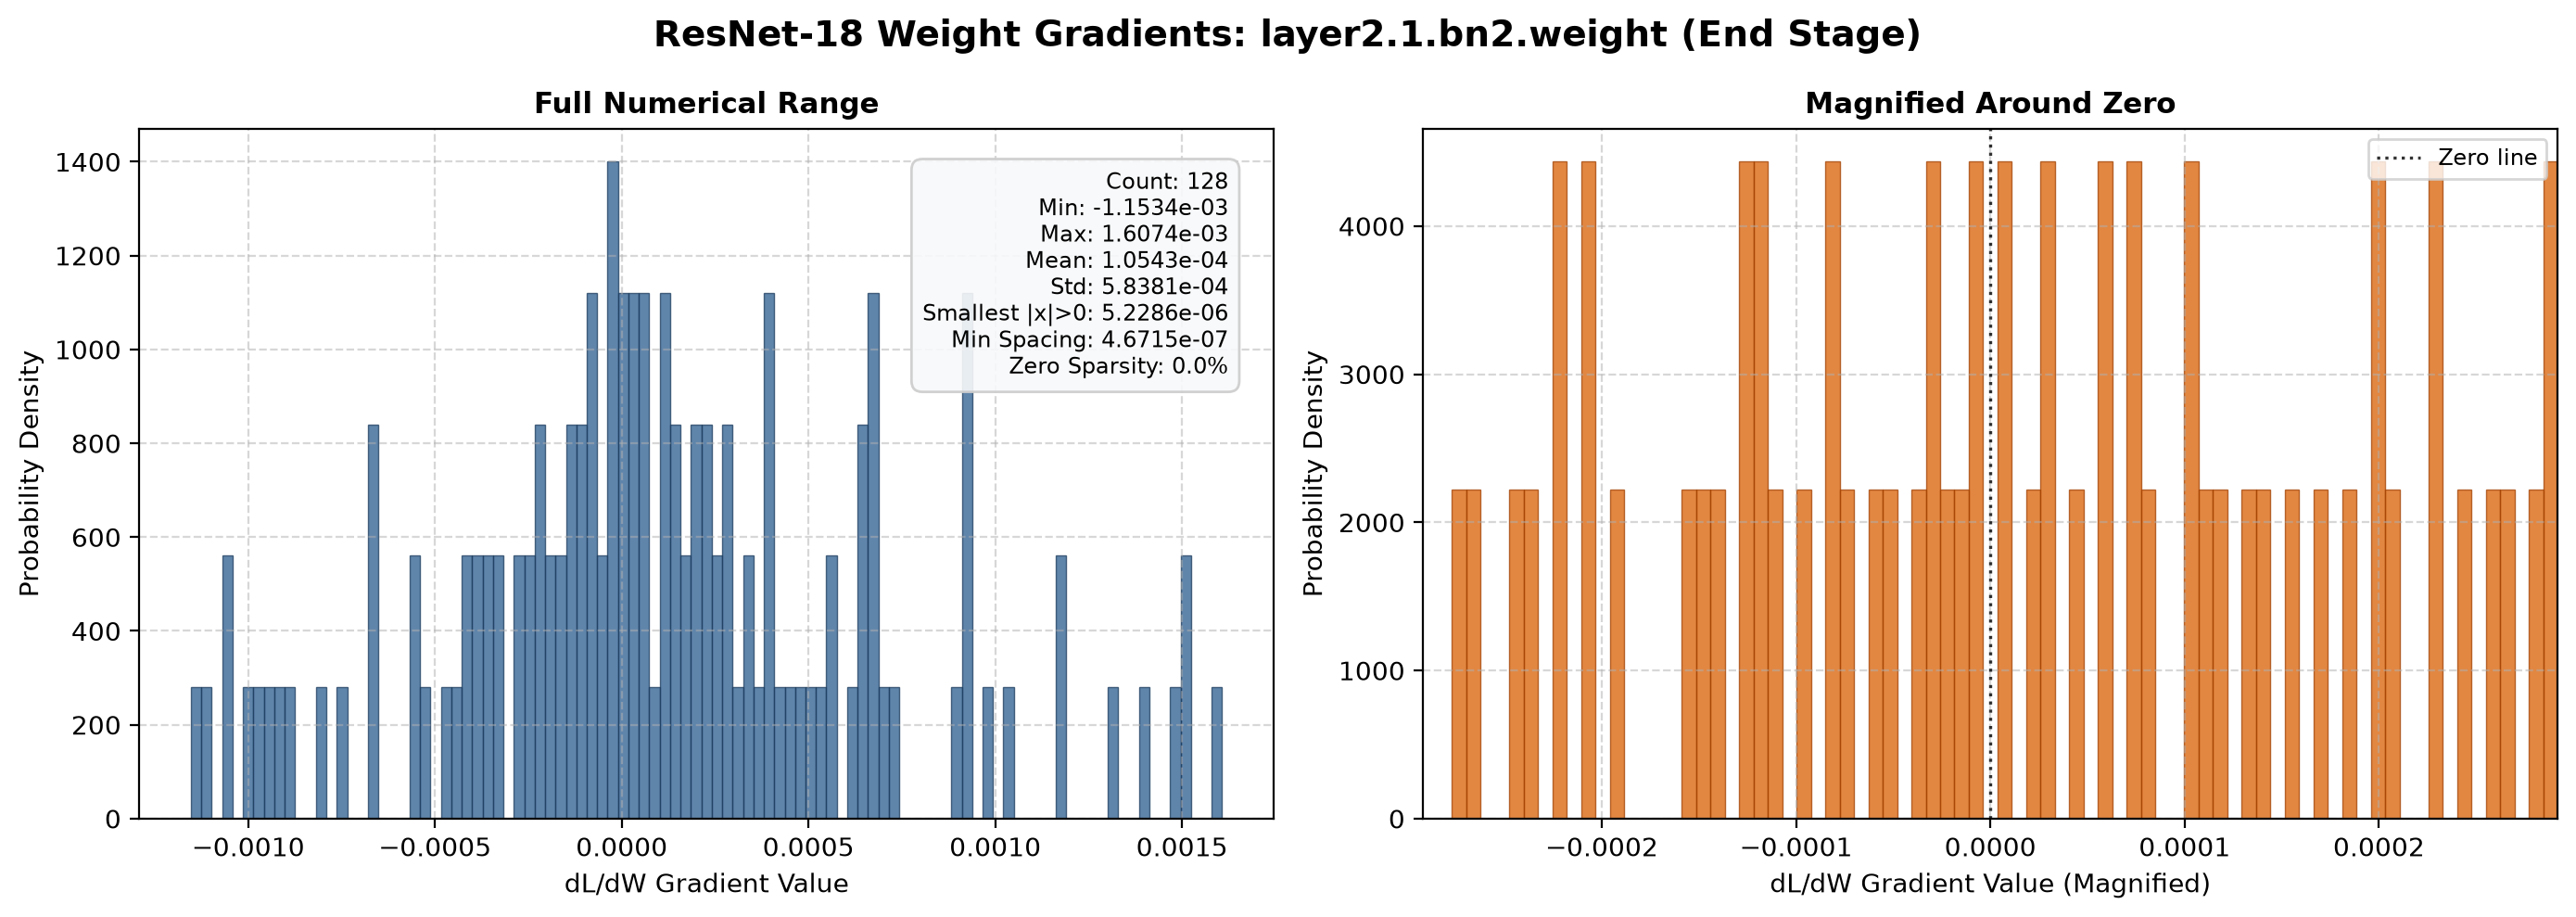 ResNet-18 Weight Gradients: layer2.1.bn2.weight (End Stage)
Full Numerical Range
Probability Density
1400
1200
1000
800
600
400
200
0
Count: 128
Min: -1.1534e-03
Max: 1.6074e-03
Mean: 1.0543e-04
Std: 5.8381e-04
Smallest |x|>0: 5.2286e-06
Min Spacing: 4.6715e-07
Zero Sparsity: 0.0%
−0.0010 −0.0005 0.0000 0.0005 0.0010 0.0015
dL/dW Gradient Value
Magnified Around Zero
Probability Density
4000
3000
2000
1000
0
Zero line
−0.0002 −0.0001 0.0000 0.0001 0.0002
dL/dW Gradient Value (Magnified)